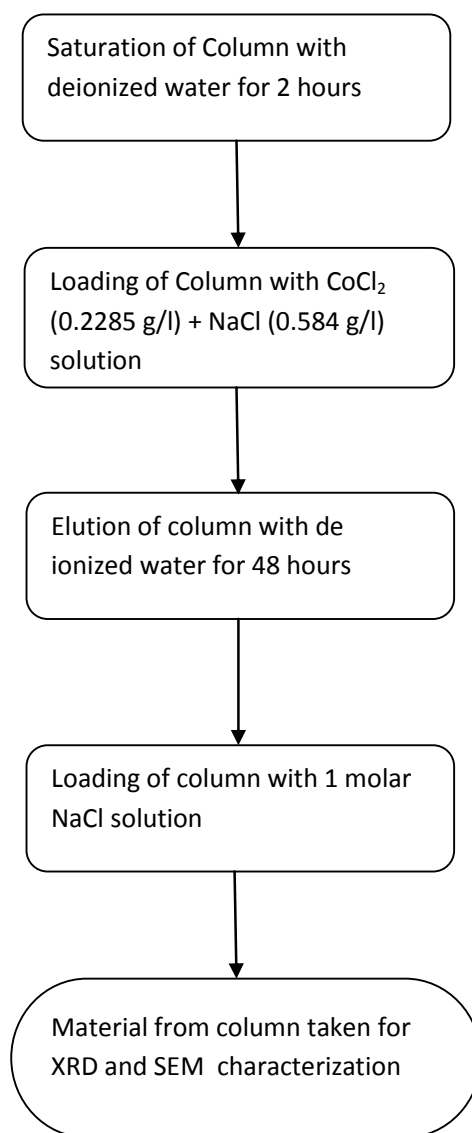 Saturation of Column with
deionized water for 2 hours
Loading of Column with CoCl₂
(0.2285 g/l) + NaCl (0.584 g/l)
solution
Elution of column with de
ionized water for 48 hours
Loading of column with 1 molar
NaCl solution
Material from column taken for
XRD and SEM characterization